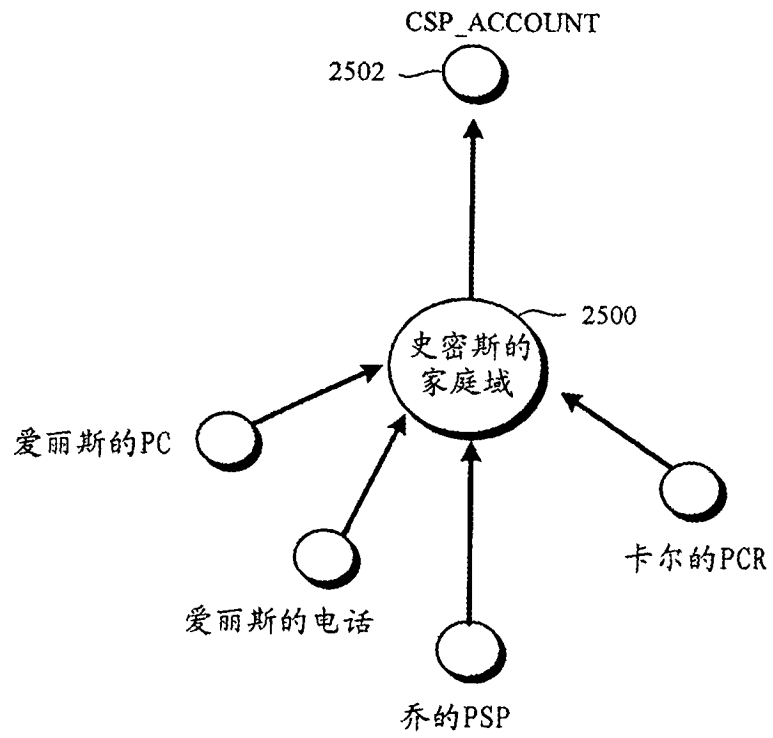 CSP_ACCOUNT
2502
2500
史密斯的
家庭域
爱丽斯的PC
卡尔的PCR
爱丽斯的电话
乔的PSP